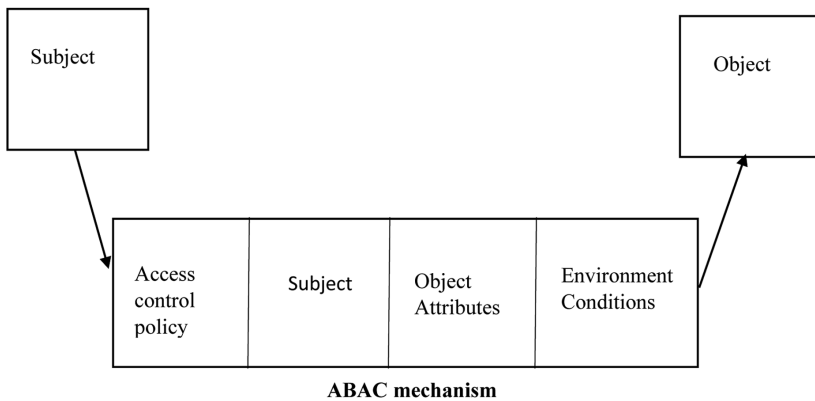 Subject
Object
Access
control
policy
Subject
Object
Attributes
Environment
Conditions
ABAC mechanism